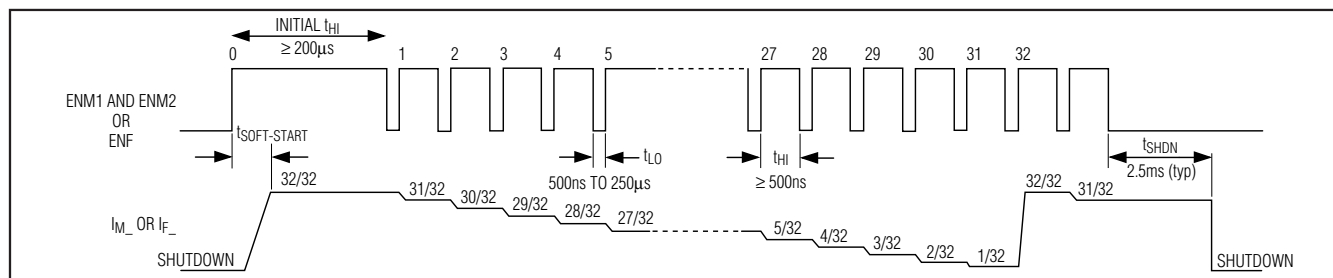 INITIAL tHI
≥ 200µs
0 1 2 3 4 5 27 28 29 30 31 32
ENM1 AND ENM2
OR
ENF
tSOFT-START
tLO
500ns TO 250µs
tHI
≥ 500ns
tSHDN
2.5ms (typ)
32/32 31/32 30/32 29/32 28/32 27/32 5/32 4/32 3/32 2/32 1/32 32/32 31/32
IM_ OR IF_
SHUTDOWN SHUTDOWN